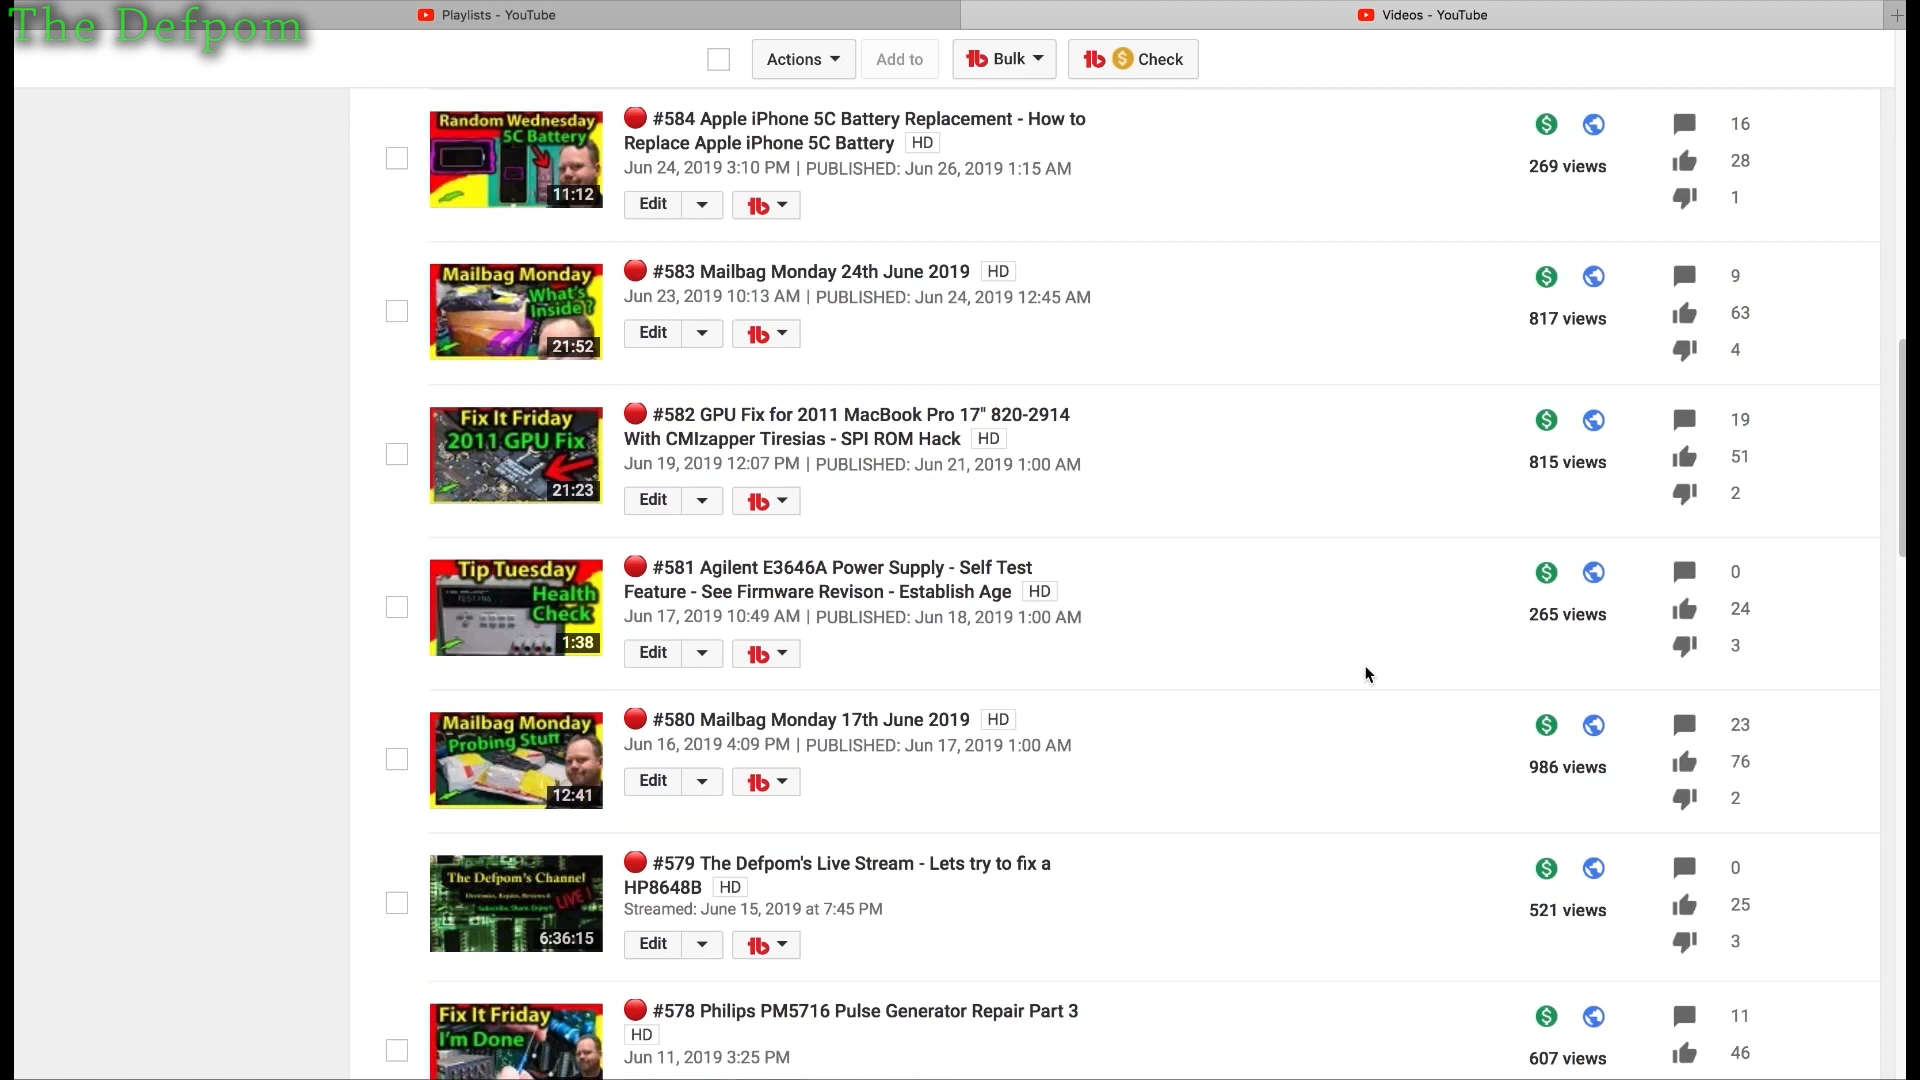 The Defpom
Playlists - YouTube
Videos - YouTube
Actions
Add to
Bulk
Check
Random Wednesday
5C Battery
11:12
#584 Apple iPhone 5C Battery Replacement - How to
Replace Apple iPhone 5C Battery HD
Jun 24, 2019 3:10 PM | PUBLISHED: Jun 26, 2019 1:15 AM
Edit
269 views
16
28
1
Mailbag Monday
What's
Inside?
21:52
#583 Mailbag Monday 24th June 2019 HD
Jun 23, 2019 10:13 AM | PUBLISHED: Jun 24, 2019 12:45 AM
Edit
817 views
9
63
4
Fix It Friday
2011 GPU Fix
21:23
#582 GPU Fix for 2011 MacBook Pro 17" 820-2914
With CMIzapper Tiresias - SPI ROM Hack HD
Jun 19, 2019 12:07 PM | PUBLISHED: Jun 21, 2019 1:00 AM
Edit
815 views
19
51
2
Tip Tuesday
Health
Check
1:38
#581 Agilent E3646A Power Supply - Self Test
Feature - See Firmware Revison - Establish Age HD
Jun 17, 2019 10:49 AM | PUBLISHED: Jun 18, 2019 1:00 AM
Edit
265 views
0
24
3
Mailbag Monday
Probing Stuff
12:41
#580 Mailbag Monday 17th June 2019 HD
Jun 16, 2019 4:09 PM | PUBLISHED: Jun 17, 2019 1:00 AM
Edit
986 views
23
76
2
The Defpom's Channel
LIVE!
6:36:15
#579 The Defpom's Live Stream - Lets try to fix a
HP8648B HD
Streamed: June 15, 2019 at 7:45 PM
Edit
521 views
0
25
3
Fix It Friday
I'm Done
#578 Philips PM5716 Pulse Generator Repair Part 3
HD
Jun 11, 2019 3:25 PM
607 views
11
46